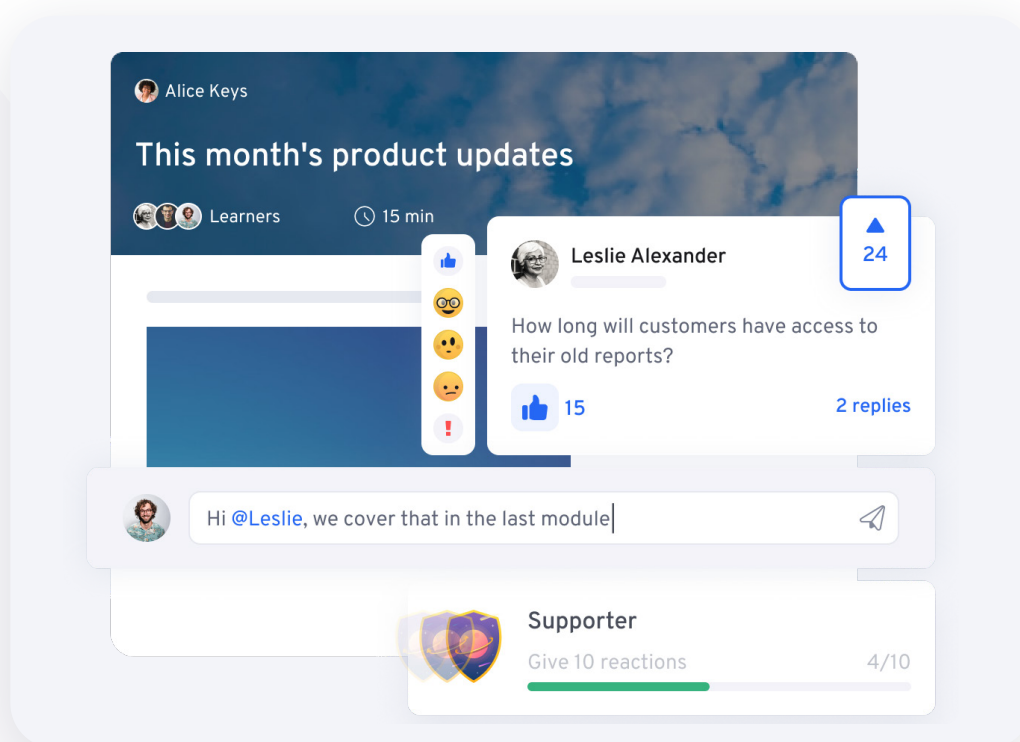 Alice Keys
This month's product updates
Learners
15 min
24
Leslie Alexander
How long will customers have access to
their old reports?
15
2 replies
Hi @Leslie, we cover that in the last module
Supporter
Give 10 reactions
4/10